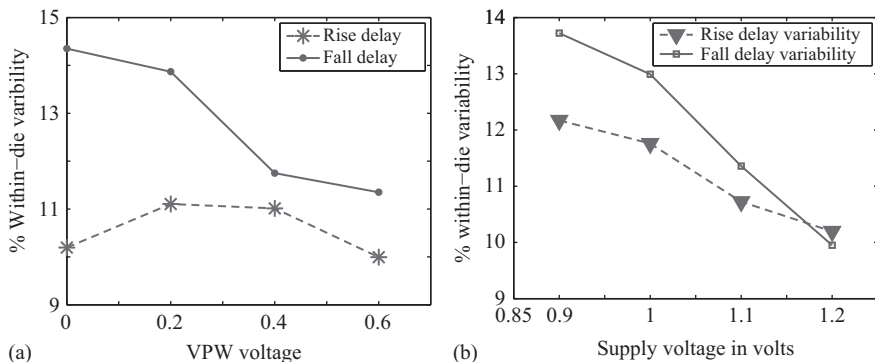 15
13
11
9
% Within-die varibility
Rise delay
Fall delay
0
0.2
0.4
0.6
VPW voltage
(a)
14
13
12
11
10
9
% within-die variability
Rise delay variability
Fall delay variability
0.85
0.9
1
1.1
1.2
Supply voltage in volts
(b)